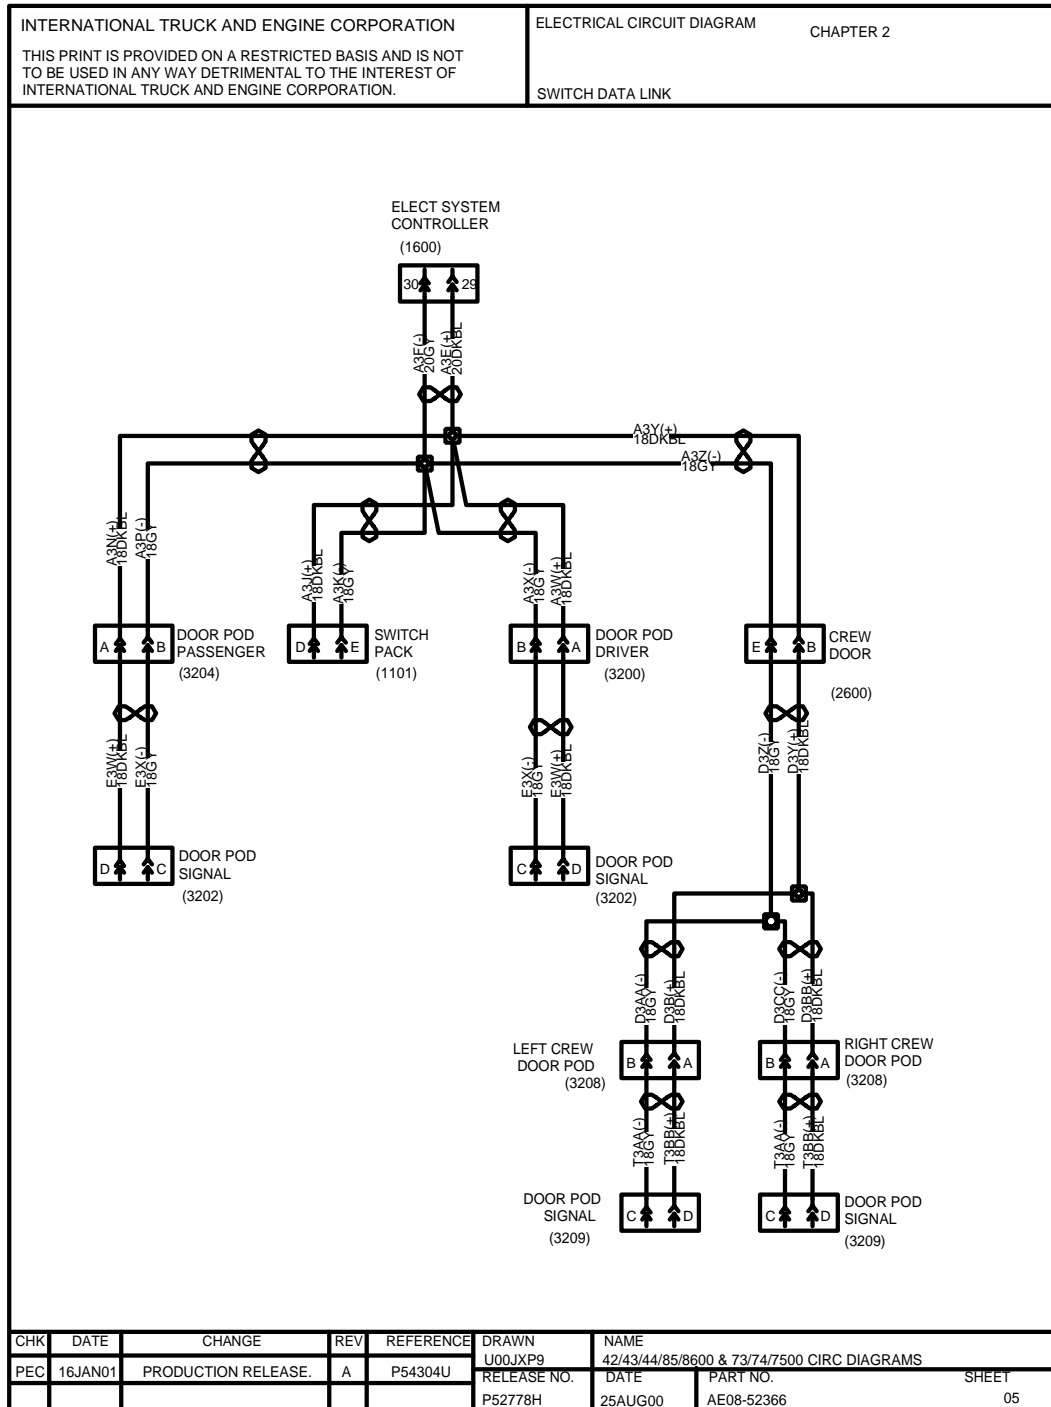 INTERNATIONAL TRUCK AND ENGINE CORPORATION
THIS PRINT IS PROVIDED ON A RESTRICTED BASIS AND IS NOT
TO BE USED IN ANY WAY DETRIMENTAL TO THE INTEREST OF
INTERNATIONAL TRUCK AND ENGINE CORPORATION.
ELECTRICAL CIRCUIT DIAGRAM
CHAPTER 2
SWITCH DATA LINK
ELECT SYSTEM
CONTROLLER
(1600)
30 29
A3F(-)
20GY
A3E(+)
20DKBL
A3Y(+)
18DKBL
A3Z(-)
18GY
A3N(+)
18DKBL
A3P(-)
18GY
A3J(+)
18DKBL
A3K(-)
18GY
A3X(-)
18GY
A3W(+)
18DKBL
A B
DOOR POD
PASSENGER
(3204)
D E
SWITCH
PACK
(1101)
B A
DOOR POD
DRIVER
(3200)
E B
CREW
DOOR
(2600)
E3W(+)
18DKBL
E3X(-)
18GY
E3X(-)
18GY
E3W(+)
18DKBL
D3Z(-)
18GY
D3Y(+)
18DKBL
D C
DOOR POD
SIGNAL
(3202)
C D
DOOR POD
SIGNAL
(3202)
D3AA(-)
18GY
D3B(+)
18DKBL
D3CC(-)
18GY
D3BB(+)
18DKBL
LEFT CREW
DOOR POD
(3208)
B A
B A
RIGHT CREW
DOOR POD
(3208)
T3AA(-)
18GY
T3BB(+)
18DKBL
T3AA(-)
18GY
T3BB(+)
18DKBL
DOOR POD
SIGNAL
(3209)
C D
C D
DOOR POD
SIGNAL
(3209)
CHK DATE CHANGE REV REFERENCE
PEC 16JAN01 PRODUCTION RELEASE. A P54304U
DRAWN
U00JXP9
NAME
42/43/44/85/8600 & 73/74/7500 CIRC DIAGRAMS
RELEASE NO.
P52778H
DATE
25AUG00
PART NO.
AE08-52366
SHEET
05